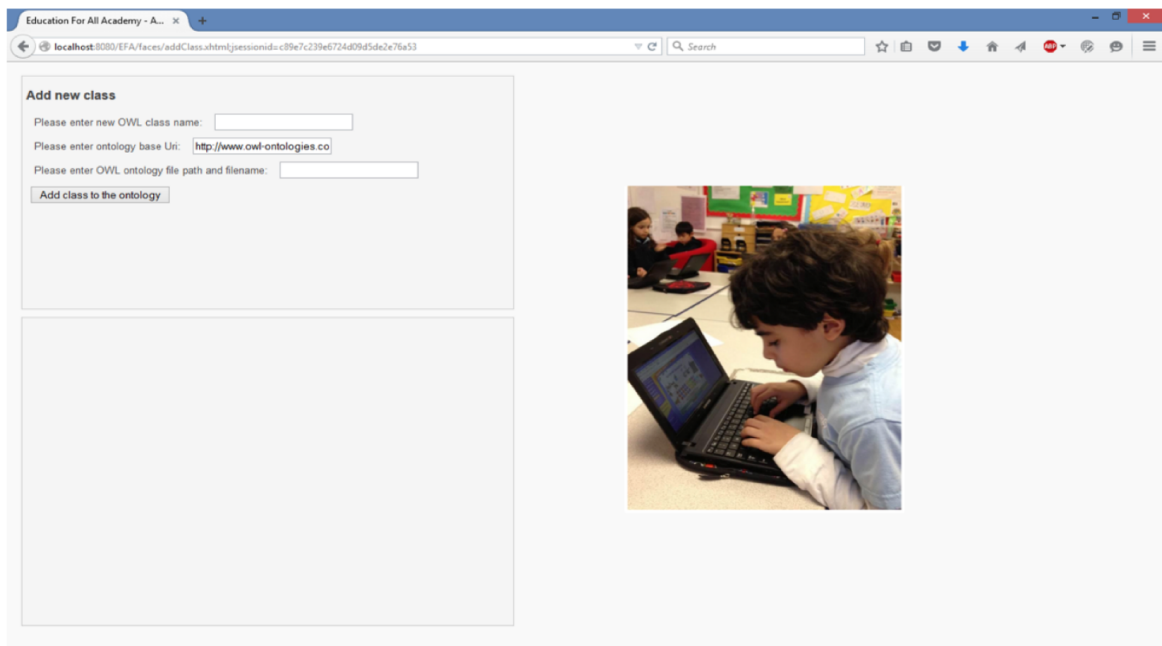 Education For All Academy - A... × +
localhost:8080/EFA/faces/addClass.xhtml;jsessionid=c89e7c239e6724d09d5de2e76a53
Search
ABP
Add new class
Please enter new OWL class name:
Please enter ontology base Uri: http://www.owl-ontologies.co
Please enter OWL ontology file path and filename:
Add class to the ontology